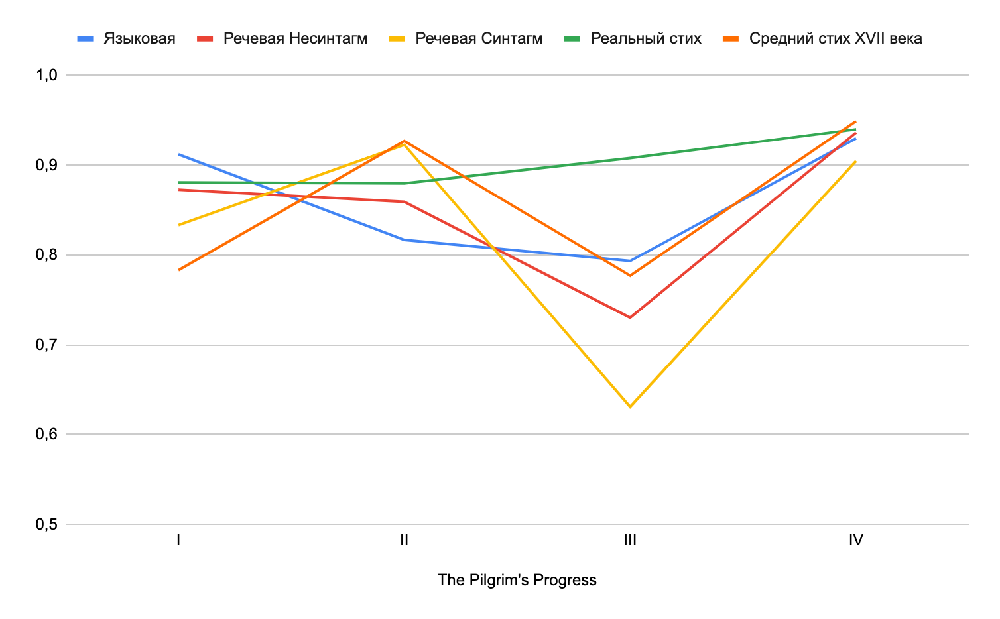 Языковая Речевая Несинтагм Речевая Синтагм Реальный стих Средний стих XVII века
1,0
0,9
0,8
0,7
0,6
0,5
I II III IV
The Pilgrim's Progress